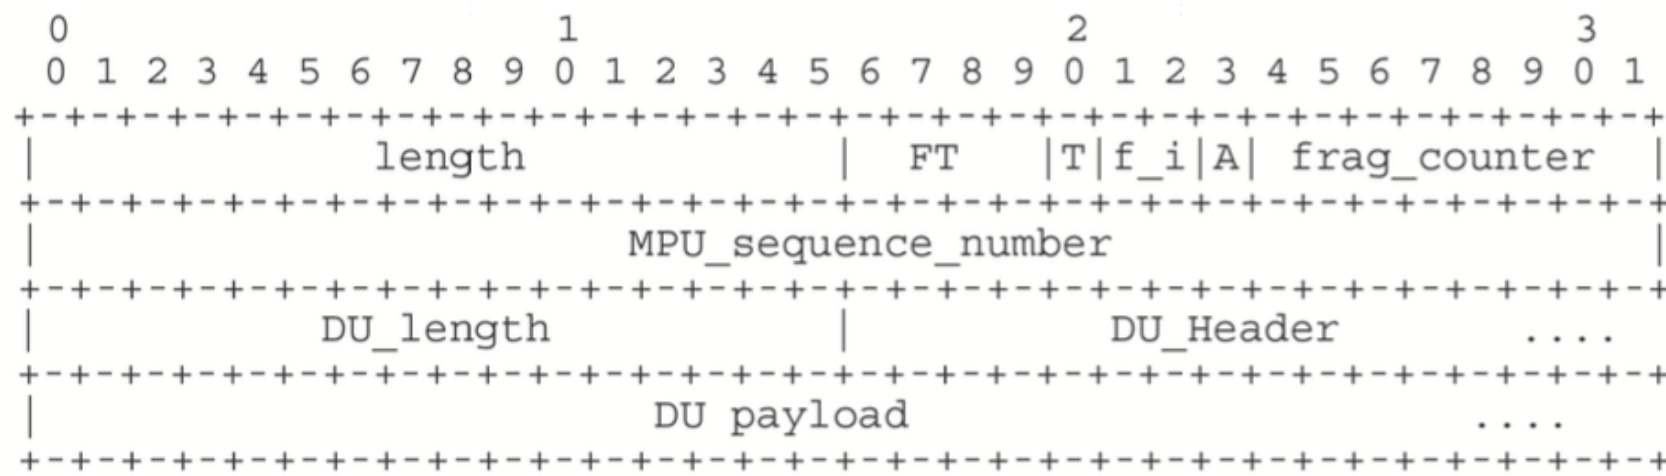 0 1 2 3
0 1 2 3 4 5 6 7 8 9 0 1 2 3 4 5 6 7 8 9 0 1 2 3 4 5 6 7 8 9 0 1
+-+-+-+-+-+-+-+-+-+-+-+-+-+-+-+-+-+-+-+-+-+-+-+-+-+-+-+-+-+-+-+-+
| length | FT |T|f_i|A| frag_counter |
+-+-+-+-+-+-+-+-+-+-+-+-+-+-+-+-+-+-+-+-+-+-+-+-+-+-+-+-+-+-+-+-+
| MPU_sequence_number |
+-+-+-+-+-+-+-+-+-+-+-+-+-+-+-+-+-+-+-+-+-+-+-+-+-+-+-+-+-+-+-+-+
| DU_length | DU_Header ....
+-+-+-+-+-+-+-+-+-+-+-+-+-+-+-+-+-+-+-+-+-+-+-+-+-+-+-+-+-+-+-+-+
| DU payload ....
+-+-+-+-+-+-+-+-+-+-+-+-+-+-+-+-+-+-+-+-+-+-+-+-+-+-+-+-+-+-+-+-+